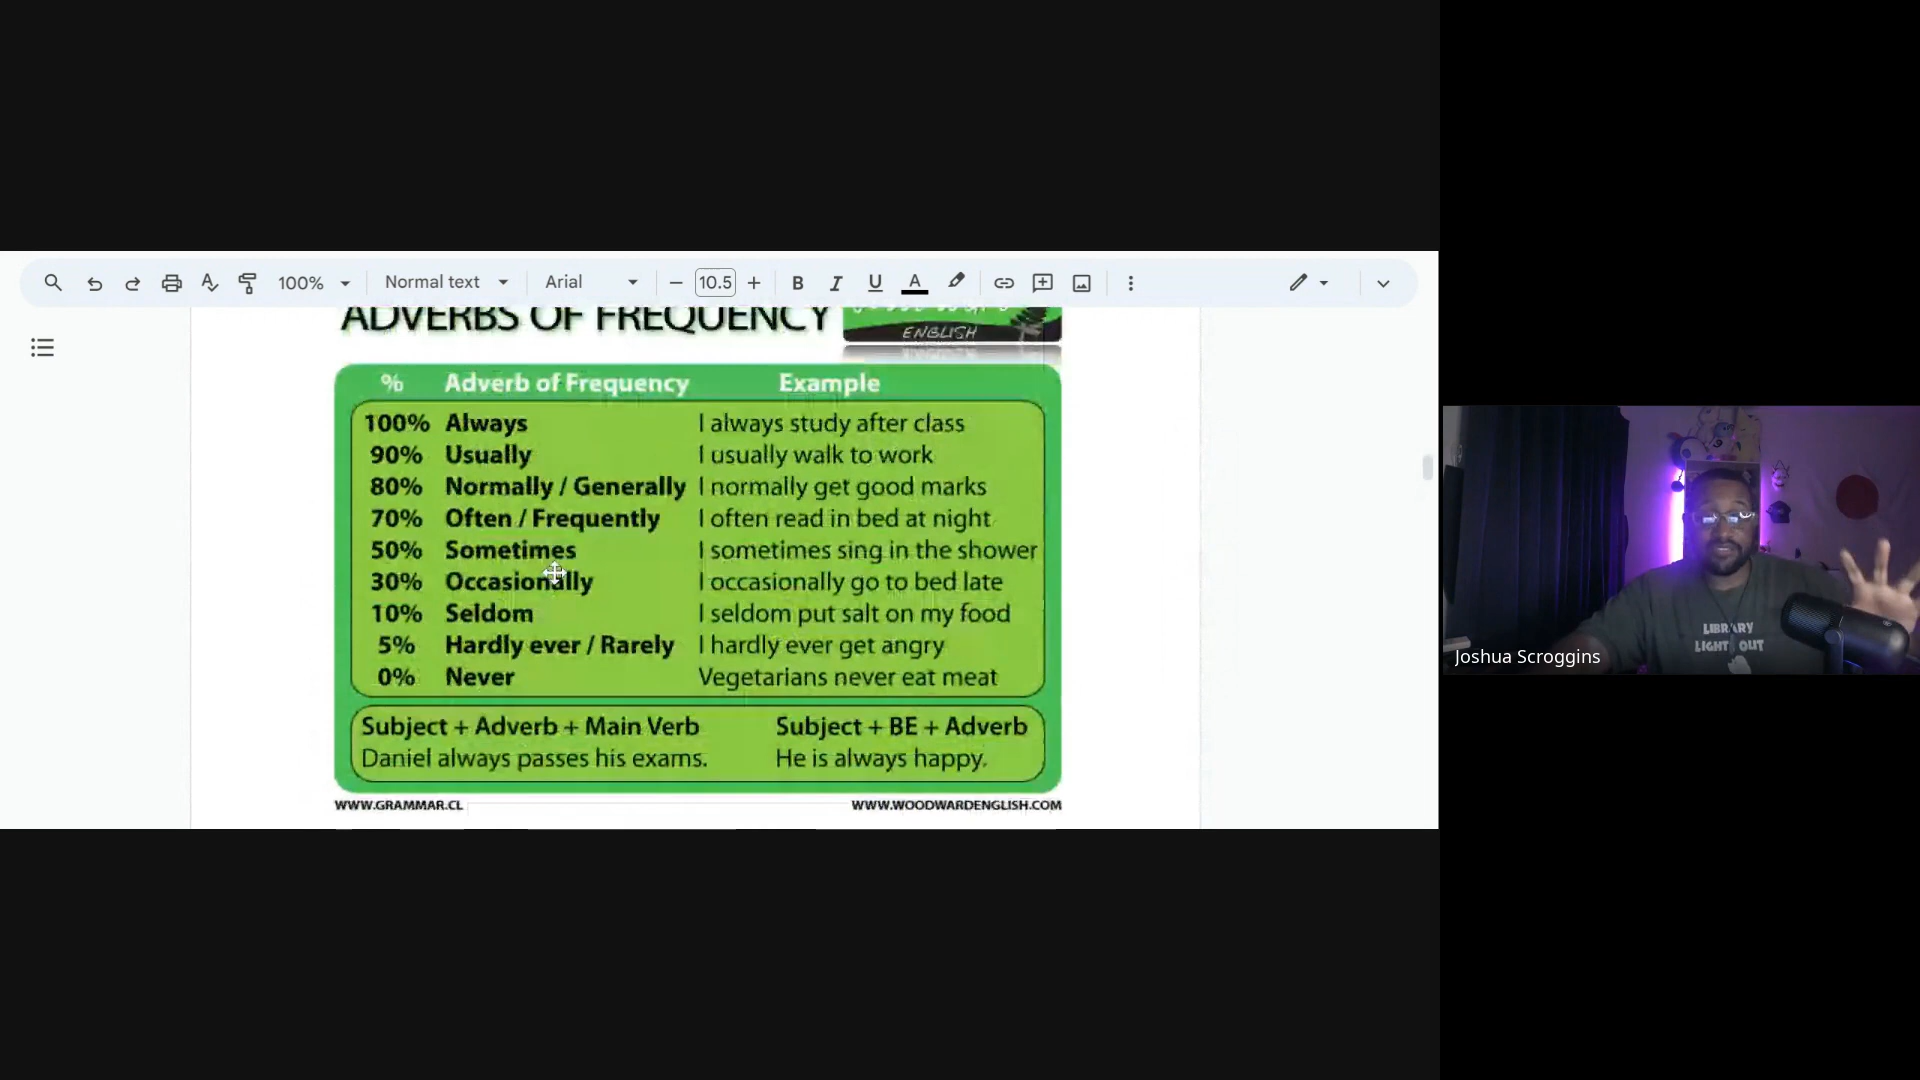 100% Normal text Arial 10.5 B I U A
ADVERBS OF FREQUENCY
ENGLISH
% Adverb of Frequency Example
100% Always I always study after class
90% Usually I usually walk to work
80% Normally / Generally I normally get good marks
70% Often / Frequently I often read in bed at night
50% Sometimes I sometimes sing in the shower
30% Occasionally I occasionally go to bed late
10% Seldom I seldom put salt on my food
5% Hardly ever / Rarely I hardly ever get angry
0% Never Vegetarians never eat meat
Subject + Adverb + Main Verb Subject + BE + Adverb
Daniel always passes his exams. He is always happy.
WWW.GRAMMAR.CL WWW.WOODWARDENGLISH.COM
LIBRARY
LIGHT OUT
Joshua Scroggins